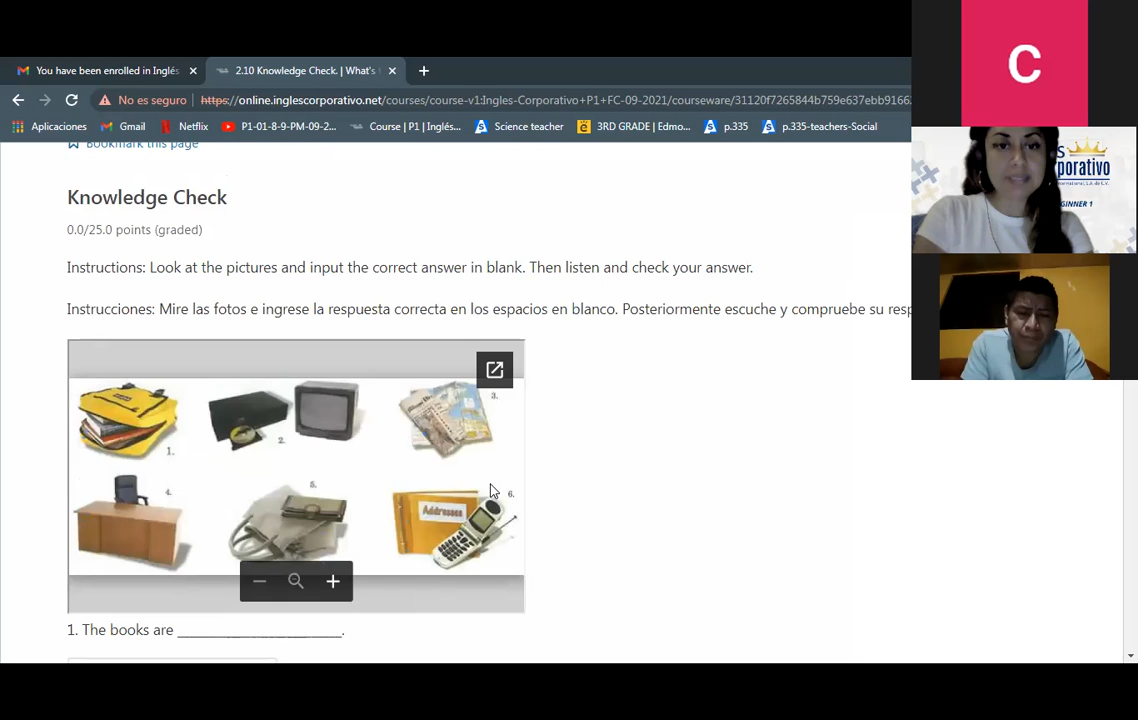 You have been enrolled in Inglés
2.10 Knowledge Check. | What's
No es seguro
https://online.inglescorporativo.net/courses/course-v1:Ingles-Corporativo+P1+FC-09-2021/courseware/31120f7265844b759e637ebb9166
Aplicaciones
Gmail
Netflix
P1-01-8-9-PM-09-2...
Course | P1 | Inglés...
Science teacher
3RD GRADE | Edmo...
p.335
p.335-teachers-Social
Bookmark this page
Knowledge Check
0.0/25.0 points (graded)
Instructions: Look at the pictures and input the correct answer in blank. Then listen and check your answer.
Instrucciones: Mire las fotos e ingrese la respuesta correcta en los espacios en blanco. Posteriormente escuche y compruebe su resp
1.
2.
3.
4.
5.
6.
Addresses
1. The books are ______________________.
C
s
porativo
GINNER 1